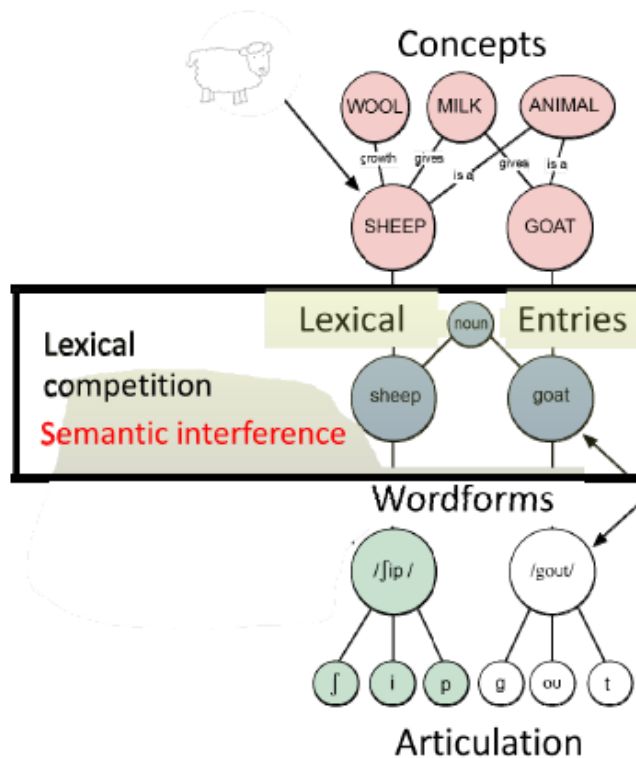 Concepts
WOOL MILK ANIMAL
growth gives is a gives is a
SHEEP GOAT
Lexical noun Entries
Lexical
competition
sheep goat
Semantic interference
Wordforms
/ʃip / /gout/
ʃ i p g ou t
Articulation